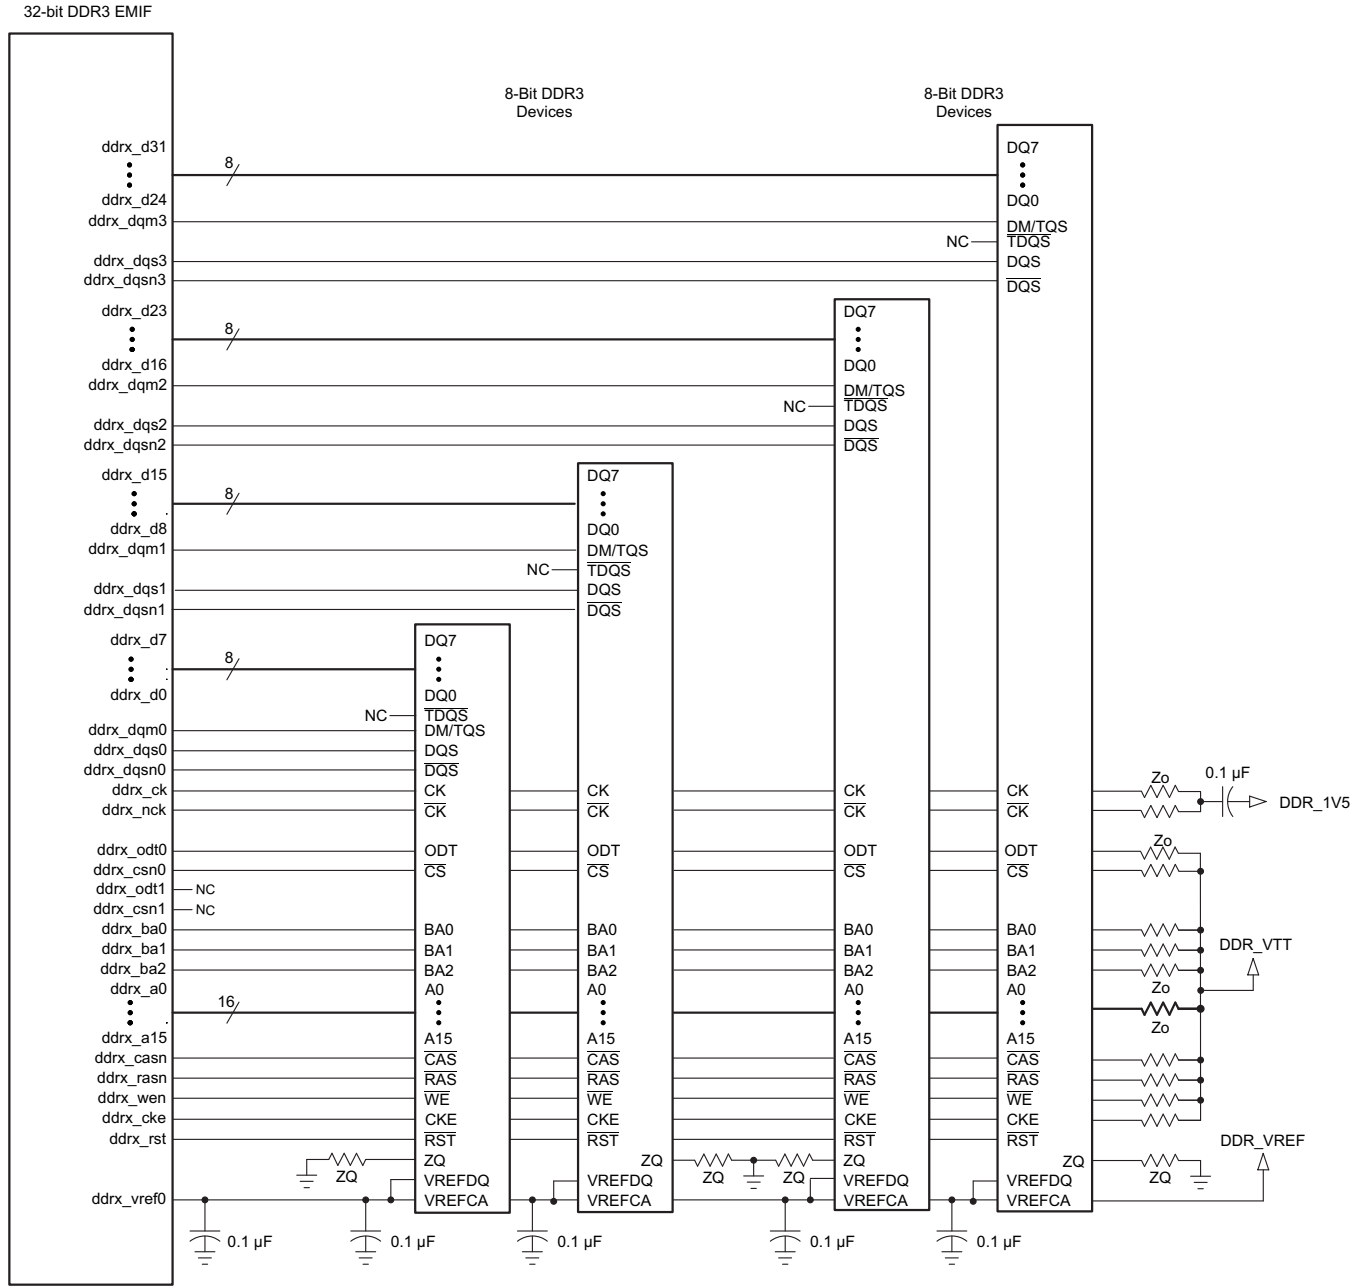 32-bit DDR3 EMIF
8-Bit DDR3
Devices
8-Bit DDR3
Devices
ddrx_d31
8
DQ7
ddrx_d24
DQ0
ddrx_dqm3
DM/TQS
NC
TDQS
ddrx_dqs3
DQS
ddrx_dqsn3
DQS
ddrx_d23
8
DQ7
ddrx_d16
DQ0
ddrx_dqm2
DM/TQS
NC
TDQS
ddrx_dqs2
DQS
ddrx_dqsn2
DQS
ddrx_d15
8
DQ7
ddrx_d8
DQ0
ddrx_dqm1
DM/TQS
NC
TDQS
ddrx_dqs1
DQS
ddrx_dqsn1
DQS
ddrx_d7
8
DQ7
ddrx_d0
DQ0
NC
TDQS
ddrx_dqm0
DM/TQS
ddrx_dqs0
DQS
ddrx_dqsn0
DQS
Zo
0.1 µF
ddrx_ck
CK
CK
CK
CK
DDR_1V5
ddrx_nck
CK
CK
CK
CK
Zo
ddrx_odt0
ODT
ODT
ODT
ODT
ddrx_csn0
CS
CS
CS
CS
ddrx_odt1
NC
ddrx_csn1
NC
ddrx_ba0
BA0
BA0
BA0
BA0
ddrx_ba1
BA1
BA1
BA1
BA1
DDR_VTT
ddrx_ba2
BA2
BA2
BA2
BA2
ddrx_a0
A0
A0
A0
A0
Zo
16
Zo
ddrx_a15
A15
A15
A15
A15
ddrx_casn
CAS
CAS
CAS
CAS
ddrx_rasn
RAS
RAS
RAS
RAS
ddrx_wen
WE
WE
WE
WE
ddrx_cke
CKE
CKE
CKE
CKE
ddrx_rst
RST
RST
RST
RST
DDR_VREF
ZQ
ZQ
ZQ
ZQ
ZQ
ZQ
ZQ
ZQ
VREFDQ
VREFDQ
VREFDQ
VREFDQ
ddrx_vref0
VREFCA
VREFCA
VREFCA
VREFCA
0.1 µF
0.1 µF
0.1 µF
0.1 µF
0.1 µF